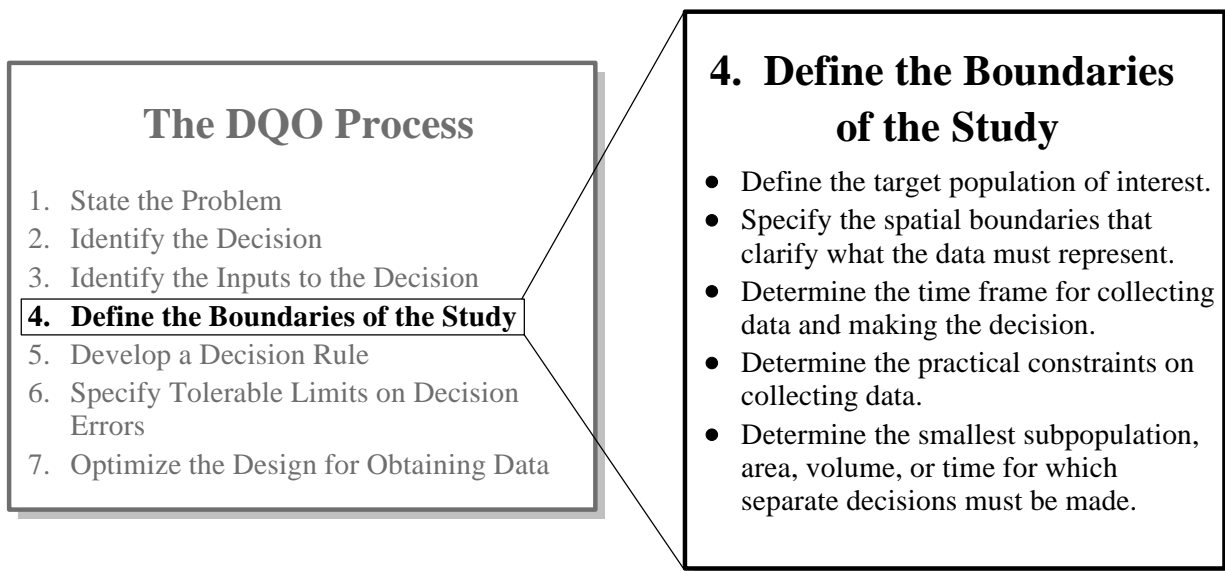 The DQO Process
1. State the Problem
2. Identify the Decision
3. Identify the Inputs to the Decision
4. Define the Boundaries of the Study
5. Develop a Decision Rule
6. Specify Tolerable Limits on Decision
Errors
7. Optimize the Design for Obtaining Data
4. Define the Boundaries
of the Study
● Define the target population of interest.
● Specify the spatial boundaries that
clarify what the data must represent.
● Determine the time frame for collecting
data and making the decision.
● Determine the practical constraints on
collecting data.
● Determine the smallest subpopulation,
area, volume, or time for which
separate decisions must be made.